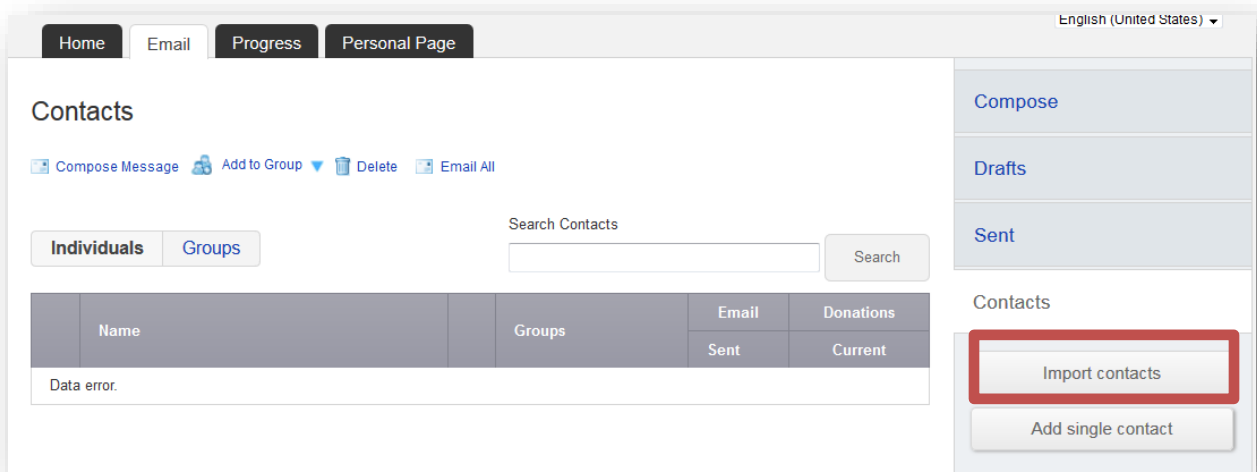 English (United States)
Home Email Progress Personal Page
Contacts
Compose Message Add to Group Delete Email All
Individuals Groups
Search Contacts
Search
Name Groups Email Donations
Sent Current
Data error.
Compose
Drafts
Sent
Contacts
Import contacts
Add single contact